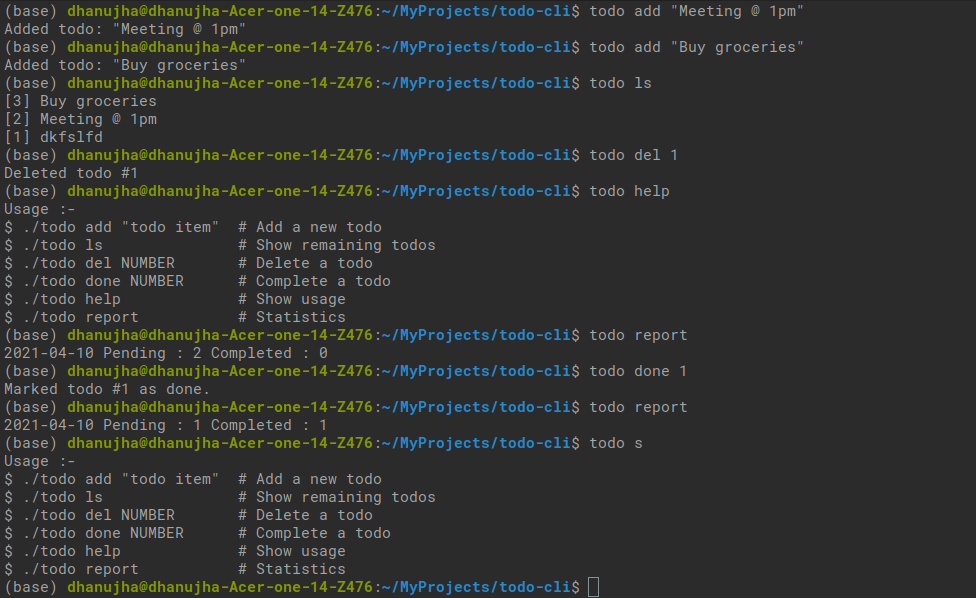 (base) dhanujha@dhanujha-Acer-one-14-Z476:~/MyProjects/todo-cli$ todo add "Meeting @ 1pm"
Added todo: "Meeting @ 1pm"
(base) dhanujha@dhanujha-Acer-one-14-Z476:~/MyProjects/todo-cli$ todo add "Buy groceries"
Added todo: "Buy groceries"
(base) dhanujha@dhanujha-Acer-one-14-Z476:~/MyProjects/todo-cli$ todo ls
[3] Buy groceries
[2] Meeting @ 1pm
[1] dkfslfd
(base) dhanujha@dhanujha-Acer-one-14-Z476:~/MyProjects/todo-cli$ todo del 1
Deleted todo #1
(base) dhanujha@dhanujha-Acer-one-14-Z476:~/MyProjects/todo-cli$ todo help
Usage :-
$ ./todo add "todo item"  # Add a new todo
$ ./todo ls               # Show remaining todos
$ ./todo del NUMBER       # Delete a todo
$ ./todo done NUMBER      # Complete a todo
$ ./todo help             # Show usage
$ ./todo report           # Statistics
(base) dhanujha@dhanujha-Acer-one-14-Z476:~/MyProjects/todo-cli$ todo report
2021-04-10 Pending : 2 Completed : 0
(base) dhanujha@dhanujha-Acer-one-14-Z476:~/MyProjects/todo-cli$ todo done 1
Marked todo #1 as done.
(base) dhanujha@dhanujha-Acer-one-14-Z476:~/MyProjects/todo-cli$ todo report
2021-04-10 Pending : 1 Completed : 1
(base) dhanujha@dhanujha-Acer-one-14-Z476:~/MyProjects/todo-cli$ todo s
Usage :-
$ ./todo add "todo item"  # Add a new todo
$ ./todo ls               # Show remaining todos
$ ./todo del NUMBER       # Delete a todo
$ ./todo done NUMBER      # Complete a todo
$ ./todo help             # Show usage
$ ./todo report           # Statistics
(base) dhanujha@dhanujha-Acer-one-14-Z476:~/MyProjects/todo-cli$